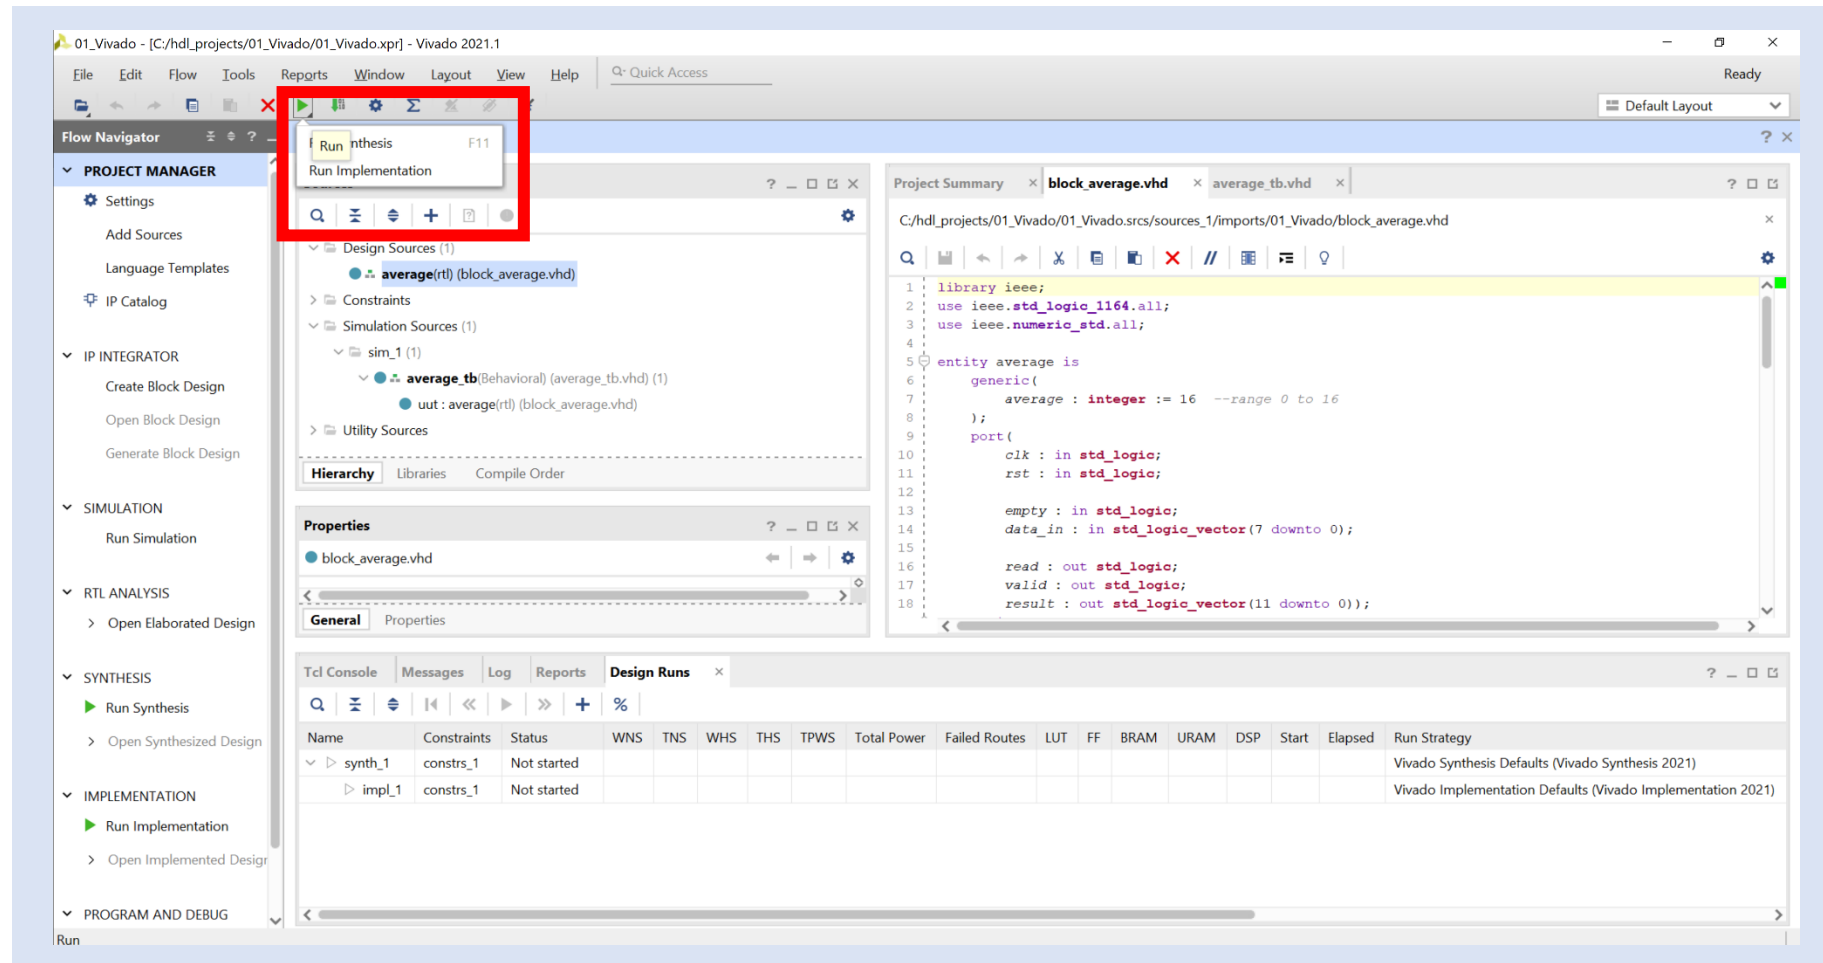 01_Vivado - [C:/hdl_projects/01_Vivado/01_Vivado.xpr] - Vivado 2021.1
File Edit Flow Tools Reports Window Layout View Help Quick Access Ready
Default Layout
Flow Navigator
PROJECT MANAGER
Settings
Add Sources
Language Templates
IP Catalog
IP INTEGRATOR
Create Block Design
Open Block Design
Generate Block Design
SIMULATION
Run Simulation
RTL ANALYSIS
Open Elaborated Design
SYNTHESIS
Run Synthesis
Open Synthesized Design
IMPLEMENTATION
Run Implementation
Open Implemented Design
PROGRAM AND DEBUG
Run
nthesis F11
Run
Run Implementation
Design Sources (1)
average(rtl) (block_average.vhd)
Constraints
Simulation Sources (1)
sim_1 (1)
average_tb(Behavioral) (average_tb.vhd) (1)
uut : average(rtl) (block_average.vhd)
Utility Sources
Hierarchy Libraries Compile Order
Properties
block_average.vhd
General Properties
Project Summary block_average.vhd average_tb.vhd
C:/hdl_projects/01_Vivado/01_Vivado.srcs/sources_1/imports/01_Vivado/block_average.vhd
1 library ieee;
2 use ieee.std_logic_1164.all;
3 use ieee.numeric_std.all;
4
5 entity average is
6 generic(
7 average : integer := 16 --range 0 to 16
8 );
9 port(
10 clk : in std_logic;
11 rst : in std_logic;
12
13 empty : in std_logic;
14 data_in : in std_logic_vector(7 downto 0);
15
16 read : out std_logic;
17 valid : out std_logic;
18 result : out std_logic_vector(11 downto 0));
Tcl Console Messages Log Reports Design Runs
Name Constraints Status WNS TNS WHS THS TPWS Total Power Failed Routes LUT FF BRAM URAM DSP Start Elapsed Run Strategy
synth_1 constrs_1 Not started Vivado Synthesis Defaults (Vivado Synthesis 2021)
impl_1 constrs_1 Not started Vivado Implementation Defaults (Vivado Implementation 2021)